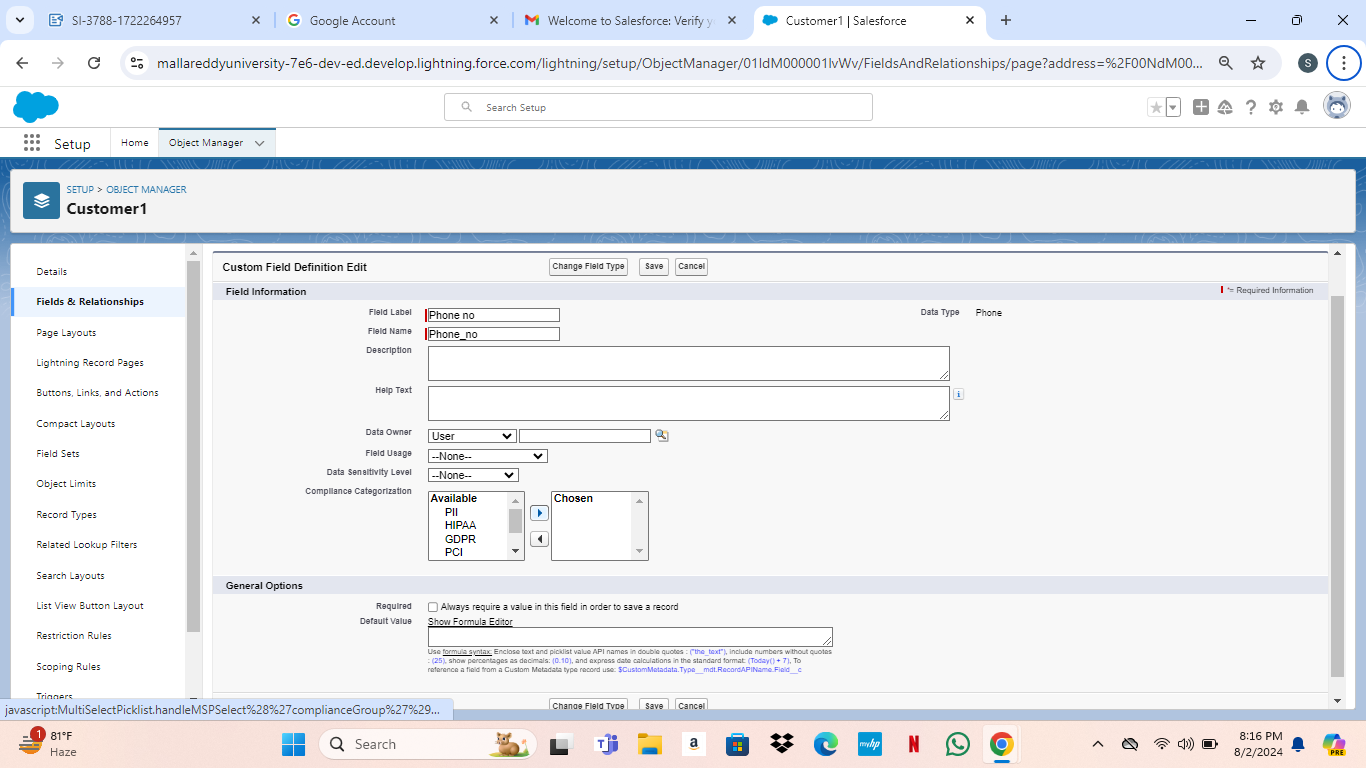 SI-3788-1722264957
Google Account
Welcome to Salesforce: Verify y
Customer1 | Salesforce
mallareddyuniversity-7e6-dev-ed.develop.lightning.force.com/lightning/setup/ObjectManager/01IdM000001IvWv/FieldsAndRelationships/page?address=%2F00NdM00...
S
Search Setup
Setup
Home
Object Manager
SETUP > OBJECT MANAGER
Customer1
Details
Fields & Relationships
Page Layouts
Lightning Record Pages
Buttons, Links, and Actions
Compact Layouts
Field Sets
Object Limits
Record Types
Related Lookup Filters
Search Layouts
List View Button Layout
Restriction Rules
Scoping Rules
Triggers
Custom Field Definition Edit
Change Field Type
Save
Cancel
Field Information
*= Required Information
Field Label
Phone no
Data Type
Phone
Field Name
Phone_no
Description
Help Text
i
Data Owner
User
Field Usage
--None--
Data Sensitivity Level
--None--
Compliance Categorization
Available
PII
HIPAA
GDPR
PCI
Chosen
General Options
Required
Always require a value in this field in order to save a record
Default Value
Show Formula Editor
Use formula syntax: Enclose text and picklist value API names in double quotes : ("the_text"), include numbers without quotes
: (25), show percentages as decimals: (0.10), and express date calculations in the standard format: (Today() + 7), To
reference a field from a Custom Metadata type record use: $CustomMetadata.Type__mdt.RecordAPIName.Field__c
Change Field Type
Save
Cancel
javascript:MultiSelectPicklist.handleMSPSelect%28%27complianceGroup%27%29...
1
81°F
Haze
Search
a
myhp
N
8:16 PM
8/2/2024
PRE